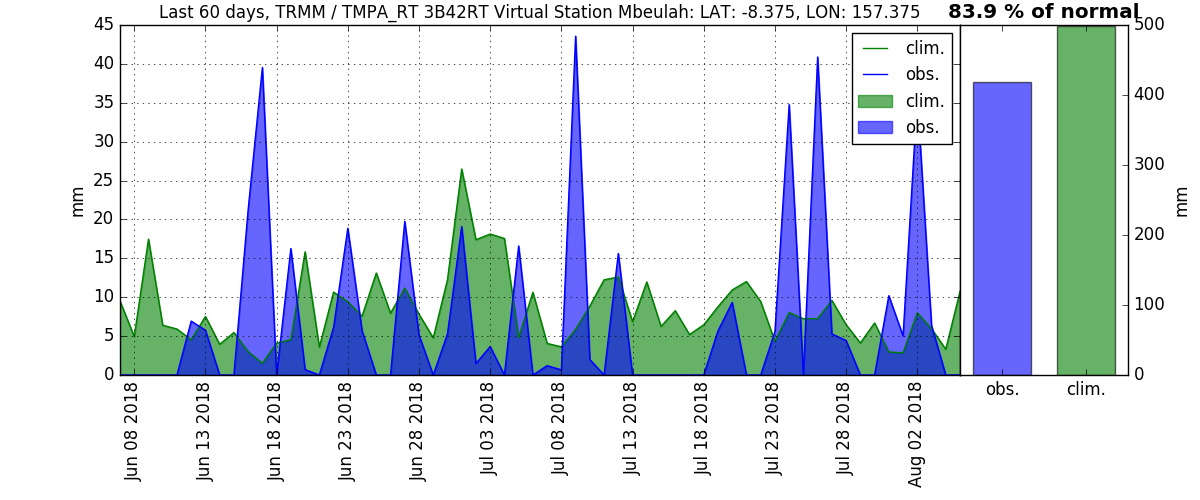 Last 60 days, TRMM / TMPA_RT 3B42RT Virtual Station Mbeulah: LAT: -8.375, LON: 157.375
83.9 % of normal
45
40
35
30
25
20
15
10
5
0
mm
clim.
obs.
clim.
obs.
500
400
300
200
100
0
mm
obs.
clim.
Jun 08 2018
Jun 13 2018
Jun 18 2018
Jun 23 2018
Jun 28 2018
Jul 03 2018
Jul 08 2018
Jul 13 2018
Jul 18 2018
Jul 23 2018
Jul 28 2018
Aug 02 2018